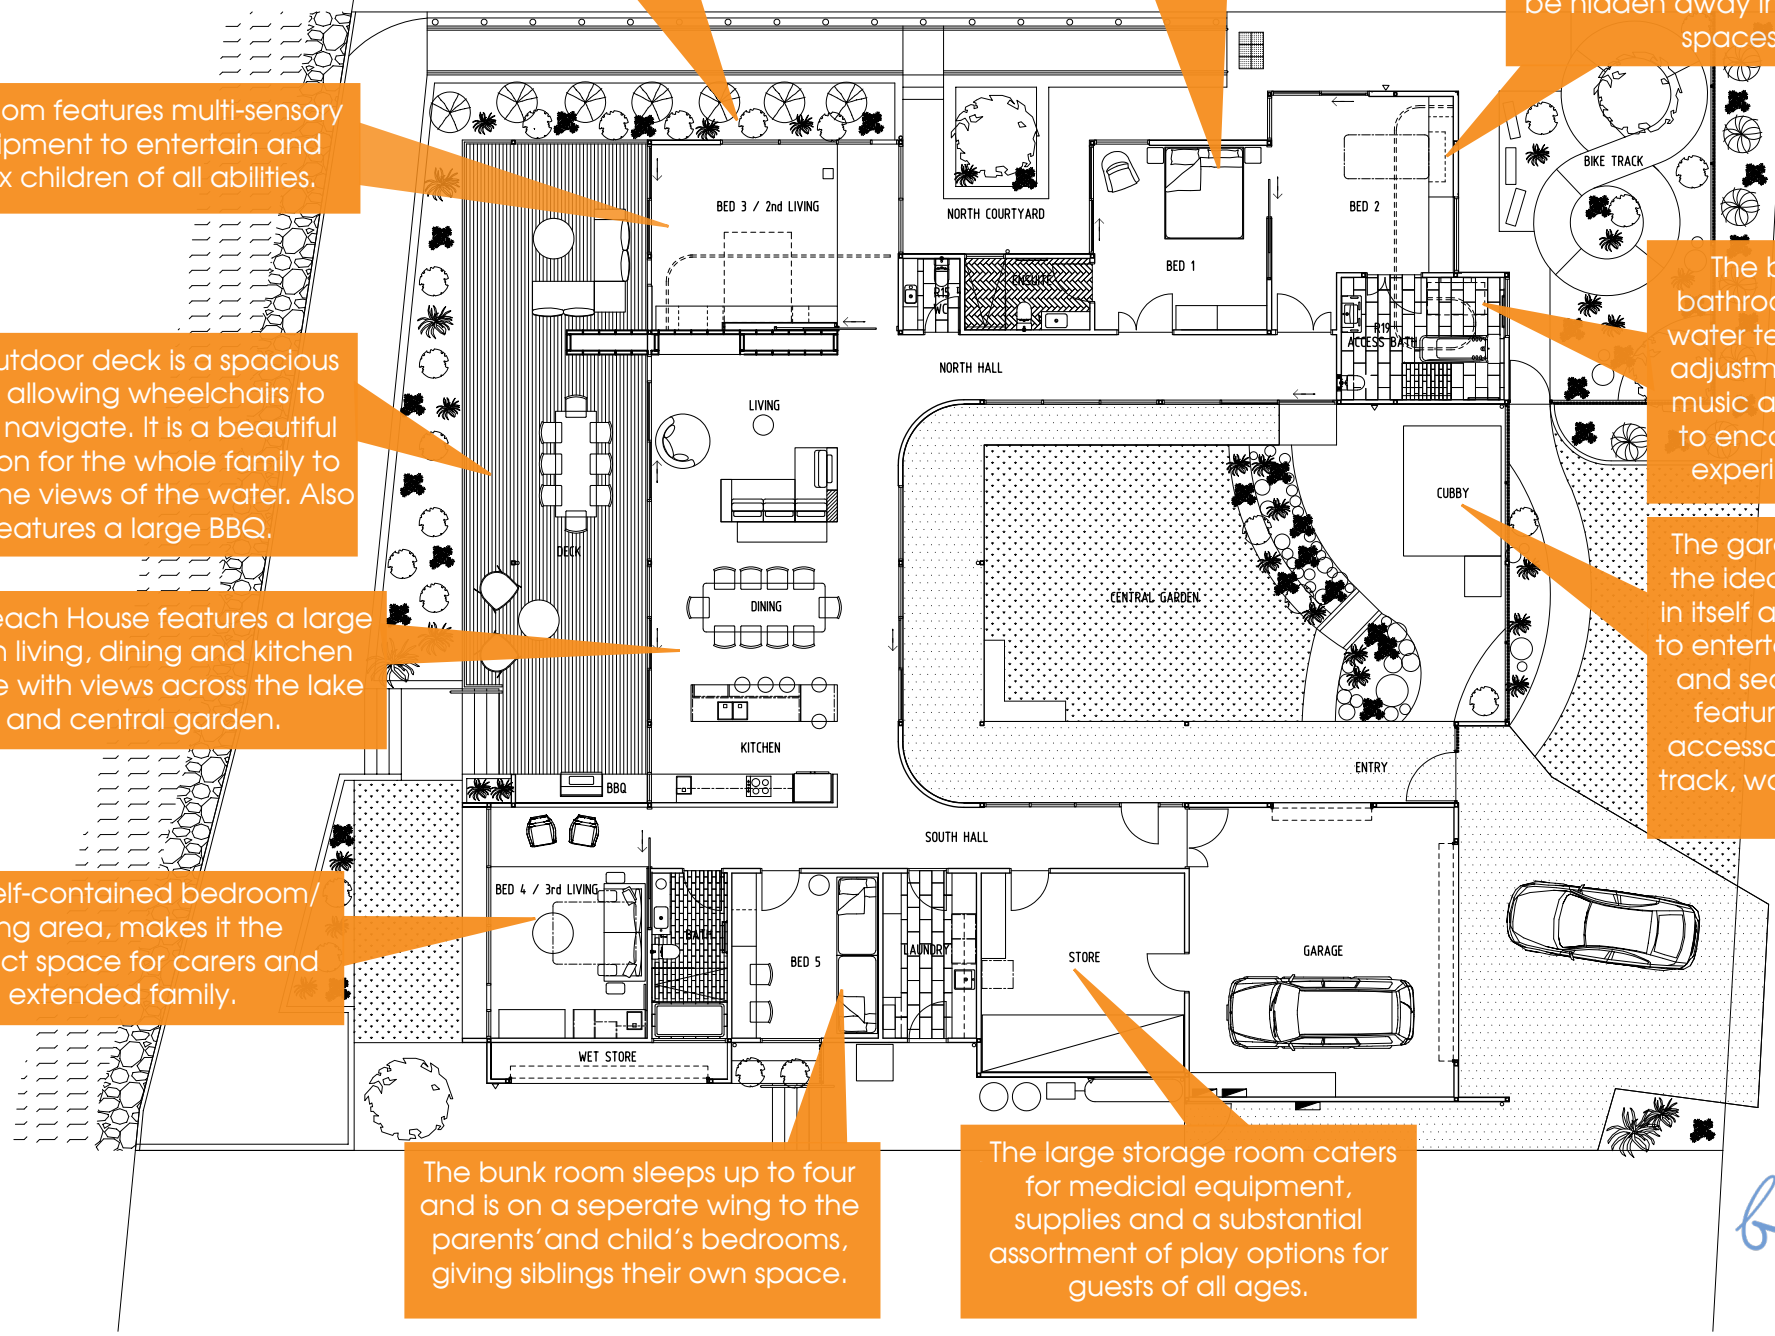 be hidden away in
spaces
om features multi-sensory
ipment to entertain and
x children of all abilities.
BIKE TRACK
BED 3 / 2nd LIVING
NORTH COURTYARD
BED 2
BED 1
ENSUITE
R15
WC
R19
ACCESS BATH
The b
bathroo
water te
adjustm
music a
to enco
experi
utdoor deck is a spacious
allowing wheelchairs to
navigate. It is a beautiful
on for the whole family to
he views of the water. Also
eatures a large BBQ.
NORTH HALL
LIVING
CUBBY
DECK
The gar
the idea
in itself a
to enterta
and sec
featur
accesso
track, wa
each House features a large
n living, dining and kitchen
e with views across the lake
and central garden.
DINING
CENTRAL GARDEN
KITCHEN
ENTRY
BBQ
SOUTH HALL
elf-contained bedroom/
ng area, makes it the
ct space for carers and
extended family.
BED 4 / 3rd LIVING
BATH
BED 5
LAUNDRY
STORE
GARAGE
WET STORE
The bunk room sleeps up to four
and is on a seperate wing to the
parents' and child's bedrooms,
giving siblings their own space.
The large storage room caters
for medicial equipment,
supplies and a substantial
assortment of play options for
guests of all ages.
b